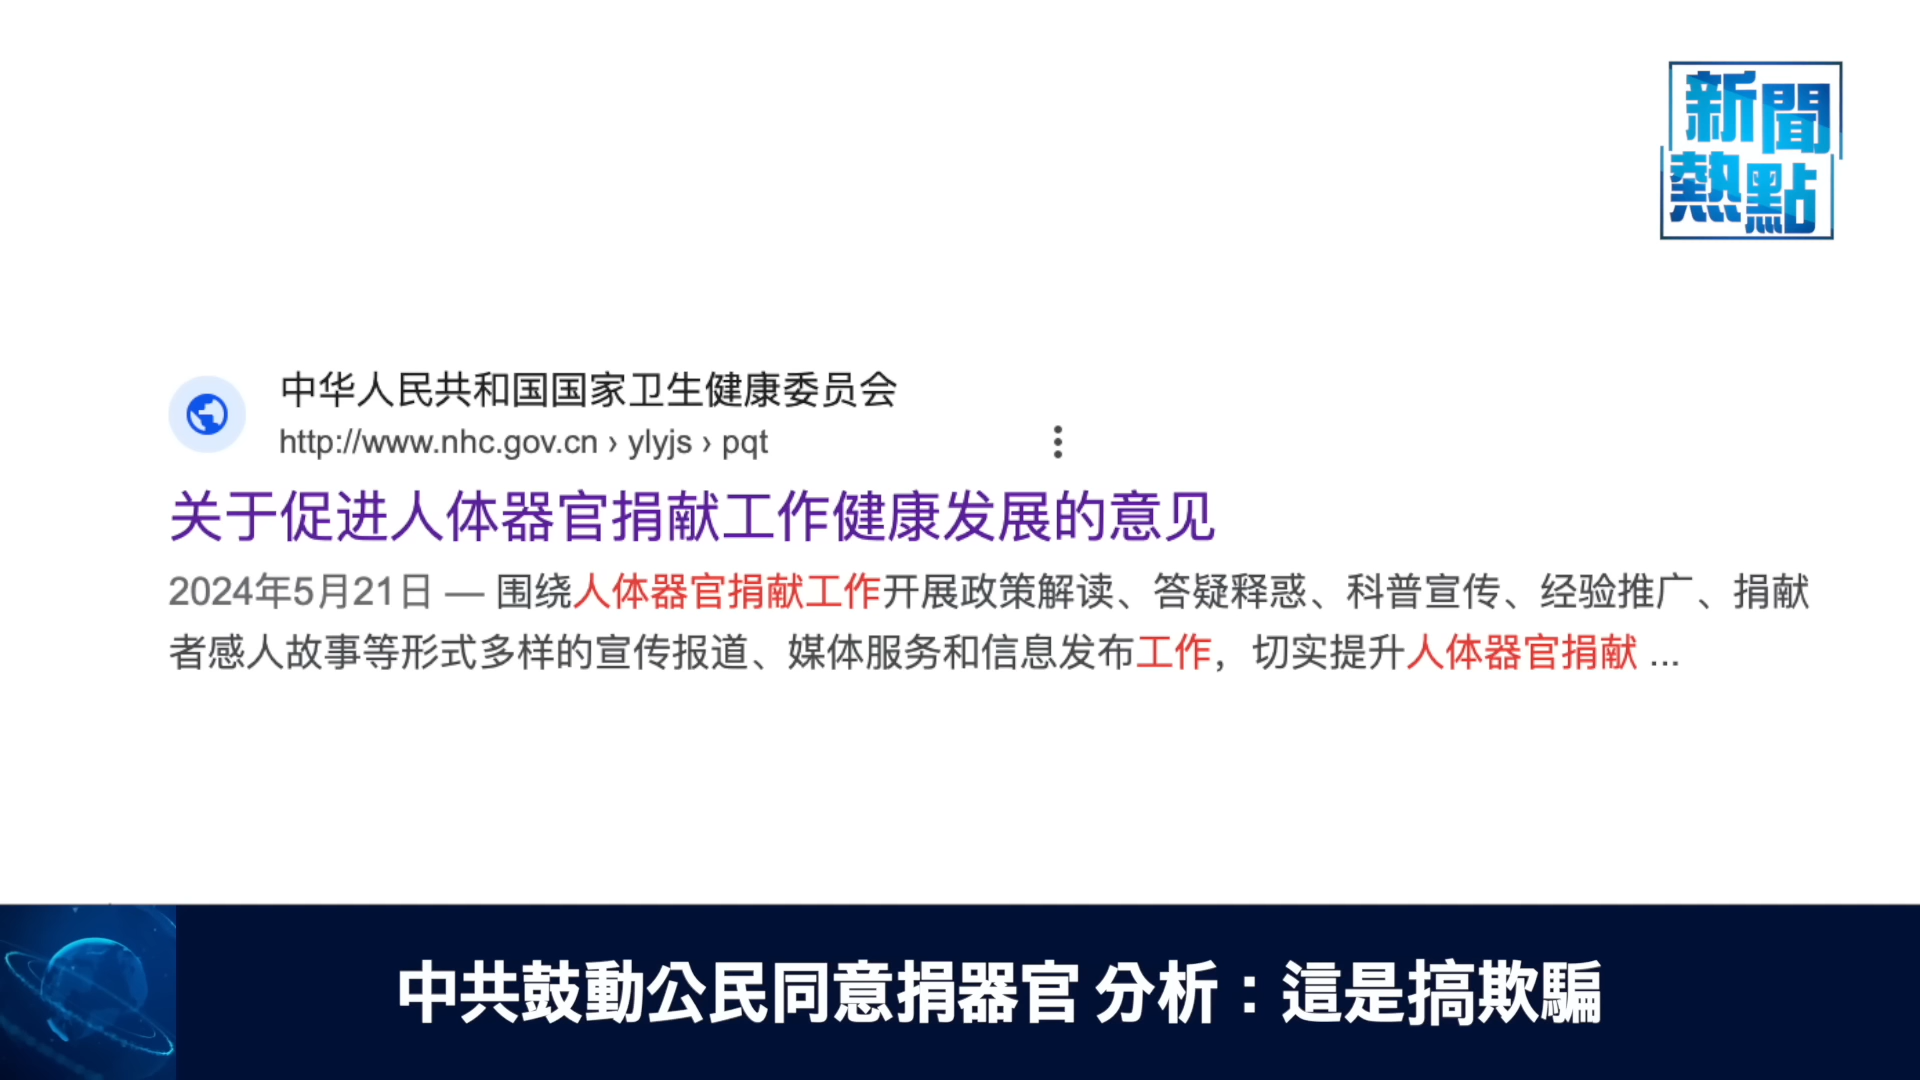 新聞
熱點
中华人民共和国国家卫生健康委员会
http://www.nhc.gov.cn › ylyjs › pqt
关于促进人体器官捐献工作健康发展的意见
2024年5月21日 — 围绕人体器官捐献工作开展政策解读、答疑释惑、科普宣传、经验推广、捐献
者感人故事等形式多样的宣传报道、媒体服务和信息发布工作，切实提升人体器官捐献 ...
中共鼓動公民同意捐器官 分析：這是搞欺騙